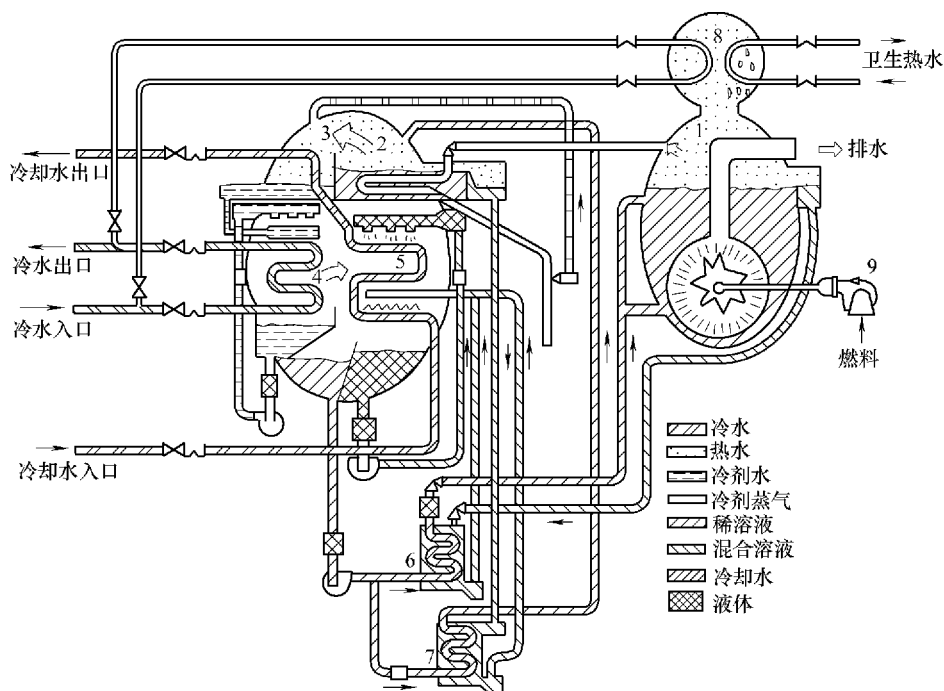 8
卫生热水
3
2
1
排水
冷却水出口
冷水出口
4
5
9
冷水入口
燃料
冷却水入口
冷水
热水
冷剂水
冷剂蒸气
稀溶液
混合溶液
冷却水
液体
6
7